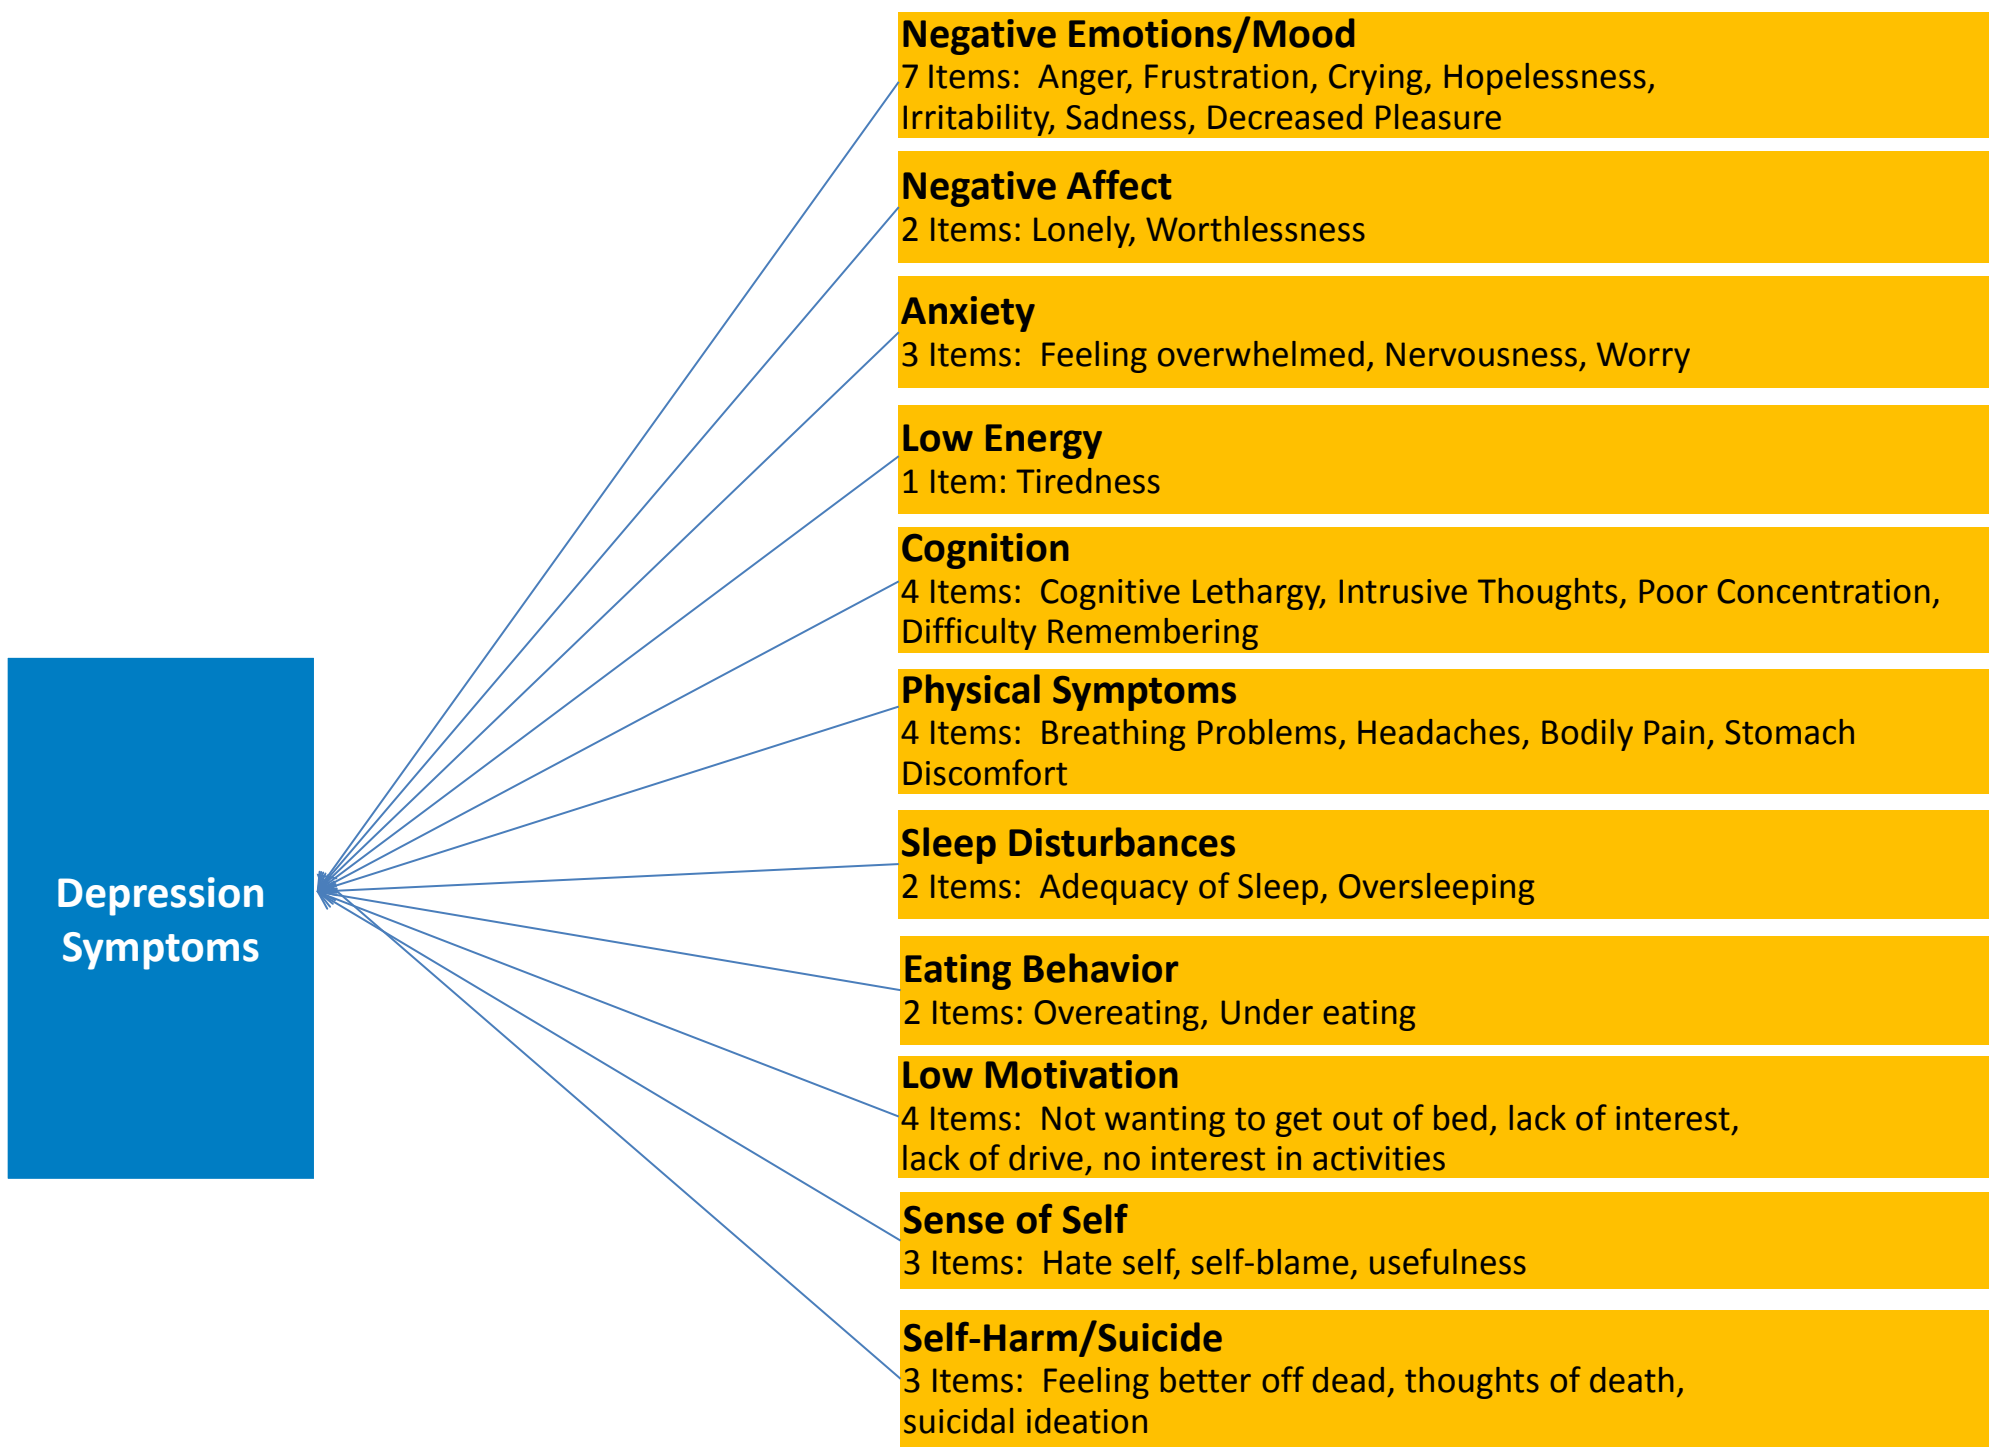 Negative Emotions/Mood
7 Items:  Anger, Frustration, Crying, Hopelessness,
Irritability, Sadness, Decreased Pleasure
Negative Affect
2 Items: Lonely, Worthlessness
Anxiety
3 Items:  Feeling overwhelmed, Nervousness, Worry
Low Energy
1 Item: Tiredness
Cognition
4 Items:  Cognitive Lethargy, Intrusive Thoughts, Poor Concentration,
Difficulty Remembering
Physical Symptoms
4 Items:  Breathing Problems, Headaches, Bodily Pain, Stomach
Discomfort
Sleep Disturbances
2 Items:  Adequacy of Sleep, Oversleeping
Eating Behavior
2 Items: Overeating, Under eating
Low Motivation
4 Items:  Not wanting to get out of bed, lack of interest,
lack of drive, no interest in activities
Sense of Self
3 Items:  Hate self, self-blame, usefulness
Self-Harm/Suicide
3 Items:  Feeling better off dead, thoughts of death,
suicidal ideation
Depression
Symptoms